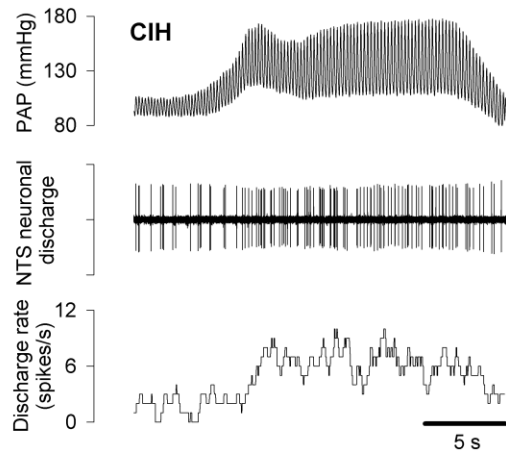 CIH
PAP (mmHg)
180
130
80
NTS neuronal
discharge
Discharge rate
(spikes/s)
12
6
0
5 s